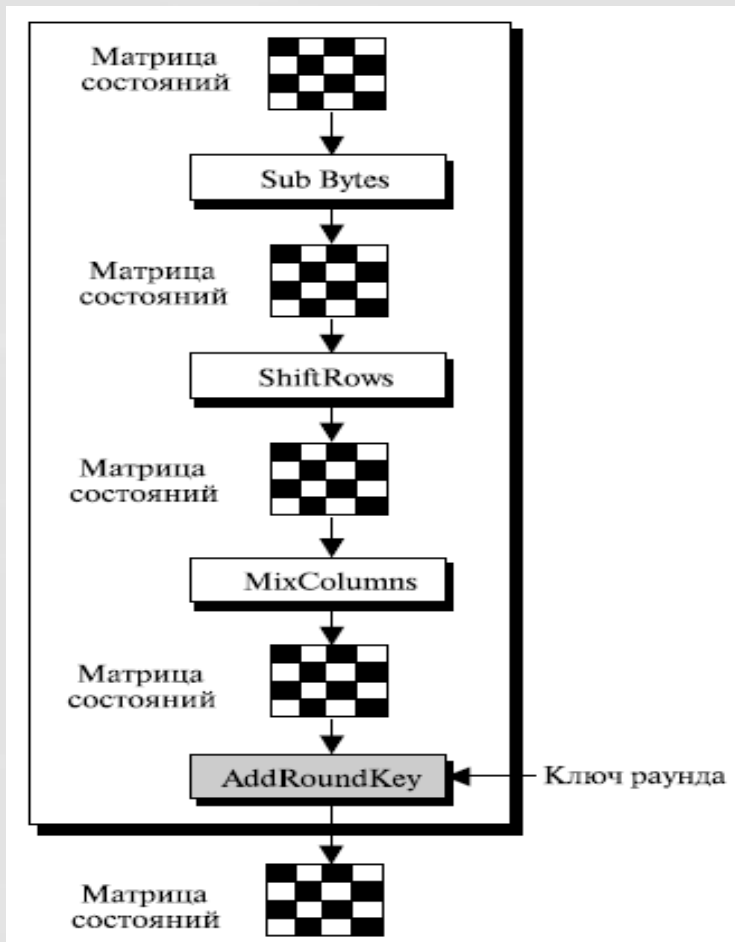 Матрица
состояний
Sub Bytes
Матрица
состояний
ShiftRows
Матрица
состояний
MixColumns
Матрица
состояний
AddRoundKey
Ключ раунда
Матрица
состояний